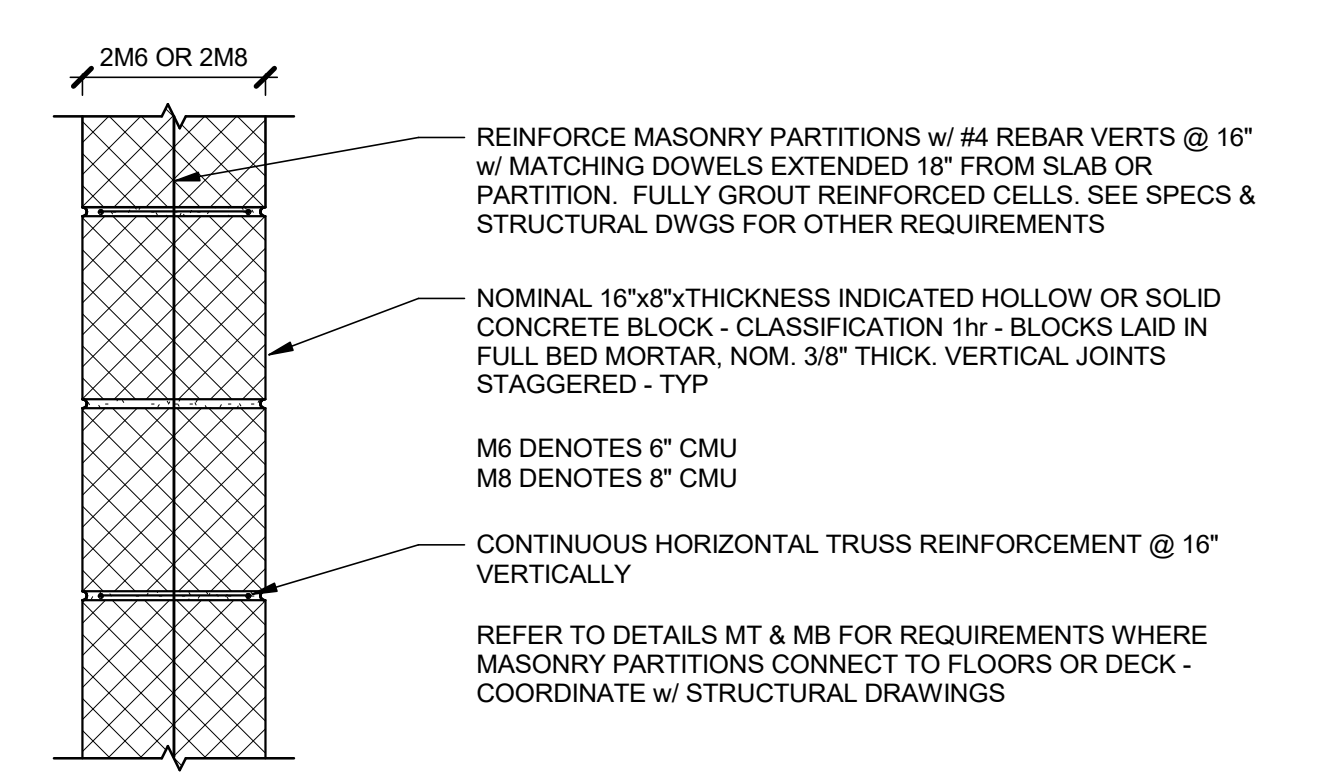 2M6 OR 2M8
REINFORCE MASONRY PARTITIONS w/ #4 REBAR VERTS @ 16"
w/ MATCHING DOWELS EXTENDED 18" FROM SLAB OR
PARTITION.  FULLY GROUT REINFORCED CELLS. SEE SPECS &
STRUCTURAL DWGS FOR OTHER REQUIREMENTS
NOMINAL 16"x8"xTHICKNESS INDICATED HOLLOW OR SOLID
CONCRETE BLOCK - CLASSIFICATION 1hr - BLOCKS LAID IN
FULL BED MORTAR, NOM. 3/8" THICK. VERTICAL JOINTS
STAGGERED - TYP
M6 DENOTES 6" CMU
M8 DENOTES 8" CMU
CONTINUOUS HORIZONTAL TRUSS REINFORCEMENT @ 16"
VERTICALLY
REFER TO DETAILS MT & MB FOR REQUIREMENTS WHERE
MASONRY PARTITIONS CONNECT TO FLOORS OR DECK -
COORDINATE w/ STRUCTURAL DRAWINGS